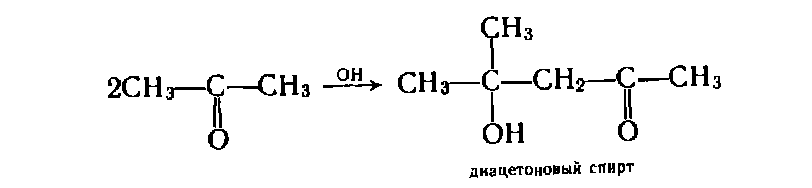 CH₃
2CH₃—C—CH₃ OH → CH₃—C—CH₂—C—CH₃
O OH O
диацетоновый спирт